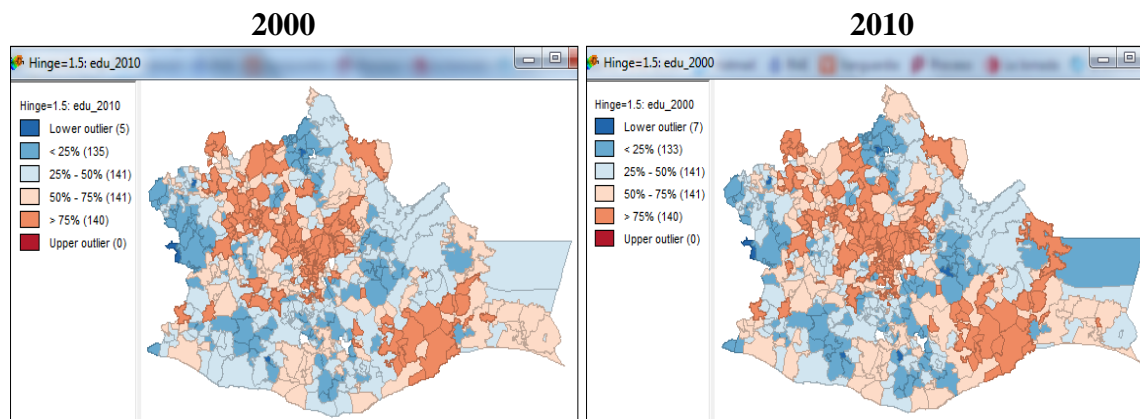 2000
Hinge=1.5: edu_2010
Hinge=1.5: edu_2010
Lower outlier (5)
< 25% (135)
25% - 50% (141)
50% - 75% (141)
> 75% (140)
Upper outlier (0)
2010
Hinge=1.5: edu_2000
Hinge=1.5: edu_2000
Lower outlier (7)
< 25% (133)
25% - 50% (141)
50% - 75% (141)
> 75% (140)
Upper outlier (0)